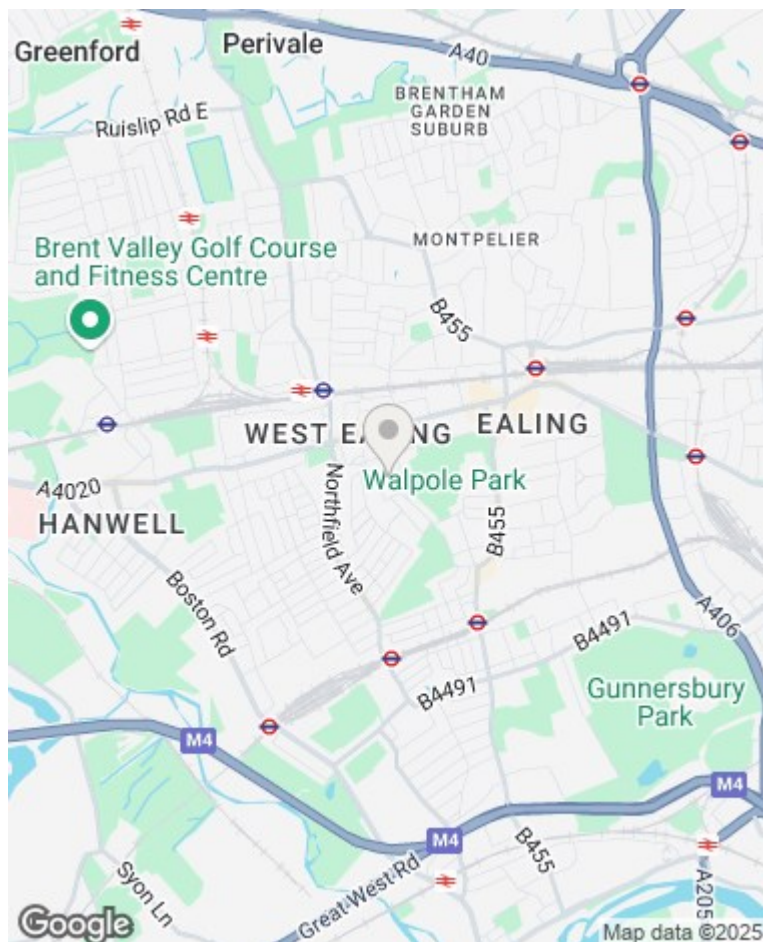 Greenford
Perivale
A40
BRENTHAM
GARDEN
SUBURB
Ruislip Rd E
Brent Valley Golf Course
and Fitness Centre
MONTPELIER
B455
WEST EALING
EALING
Walpole Park
A4020
HANWELL
Northfield Ave
B455
Boston Rd
A406
B4491
B4491
Gunnersbury
Park
M4
M4
M4
Syon Ln
Great West Rd
B455
A205
Google
Map data ©2025